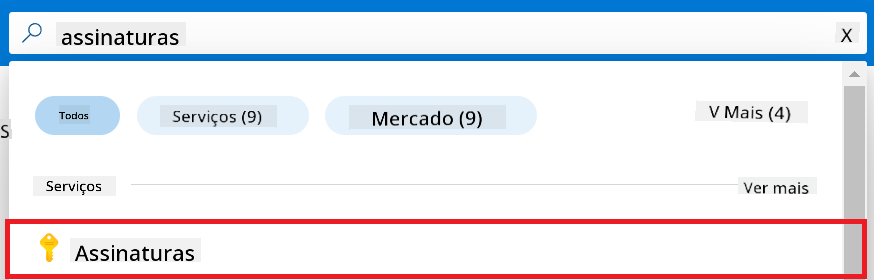 assinaturas X
Todos Serviços (9) Mercado (9) V Mais (4)
S
Serviços Ver mais
Assinaturas